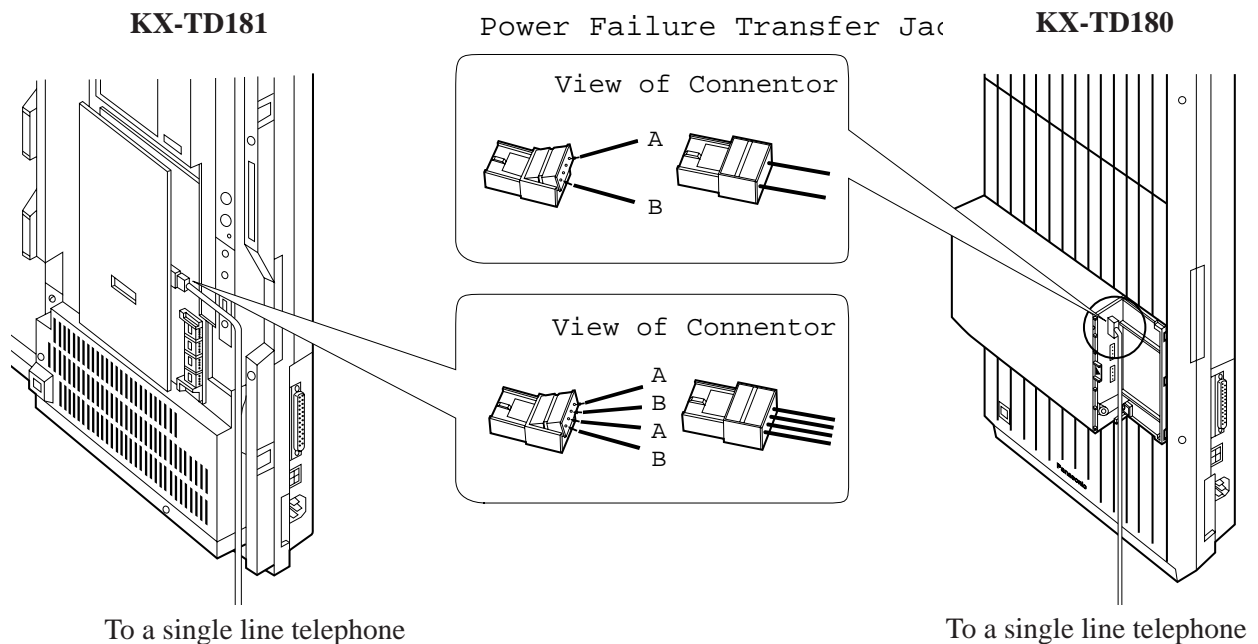 KX-TD181
Power Failure Transfer Jac
KX-TD180
View of Connentor
A
B
View of Connentor
A
B
A
B
Panasonic
To a single line telephone
To a single line telephone